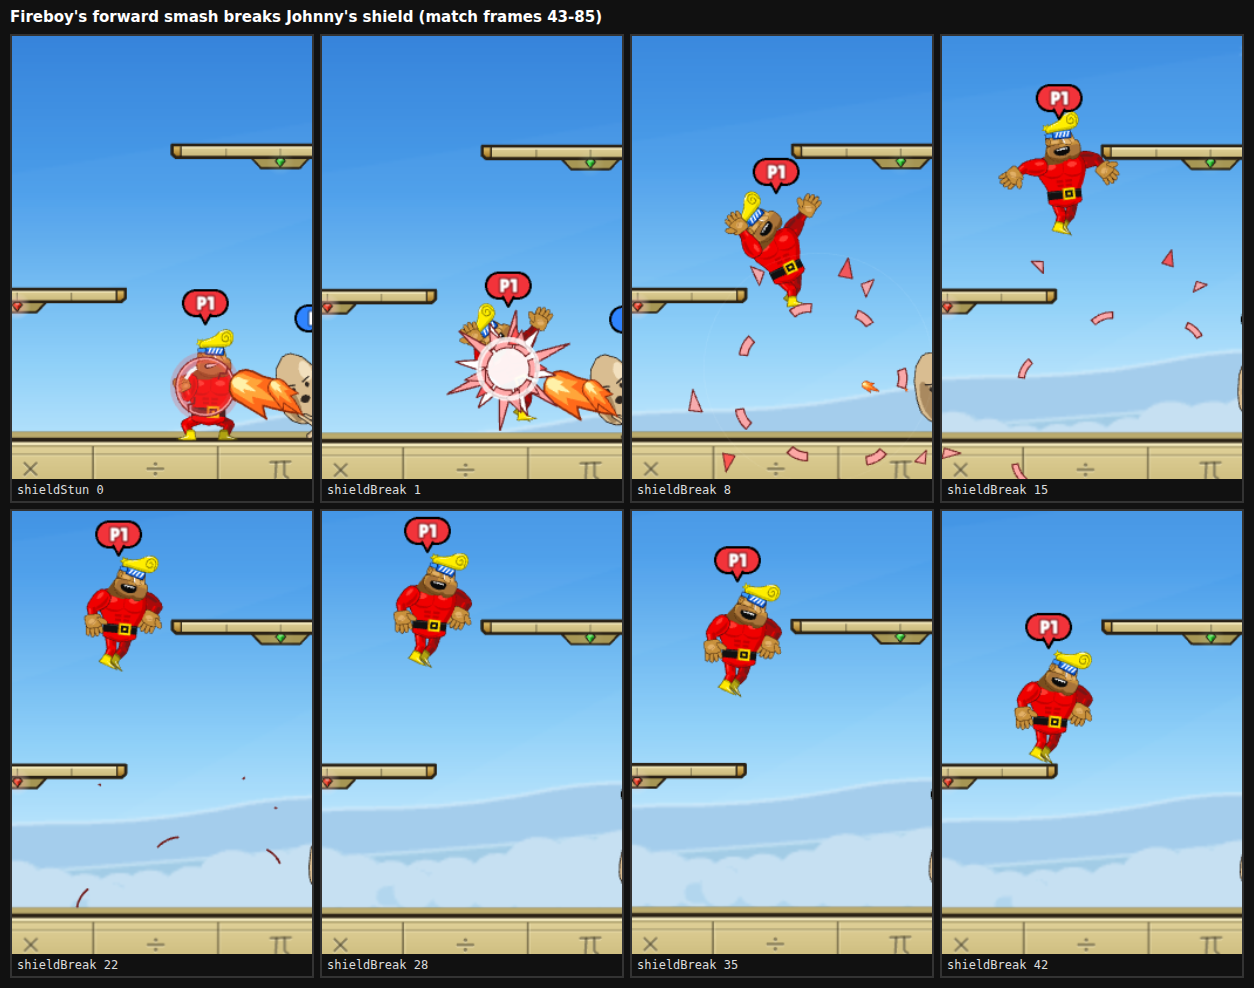 Fireboy's forward smash breaks Johnny's shield (match frames 43-85)
P1
P1
P1
P1
× ÷ π
× ÷ π
× ÷ π
× ÷ π
shieldStun 0
shieldBreak 1
shieldBreak 8
shieldBreak 15
P1
P1
P1
P1
× ÷ π
× ÷ π
× ÷ π
× ÷ π
shieldBreak 22
shieldBreak 28
shieldBreak 35
shieldBreak 42